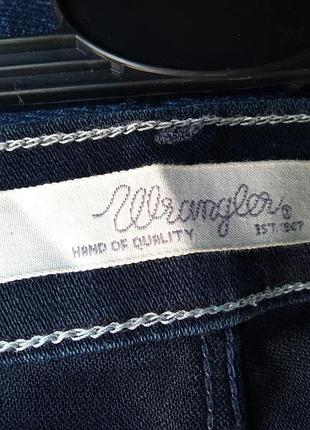 Wrangler®
HAND OF QUALITY EST. 1947